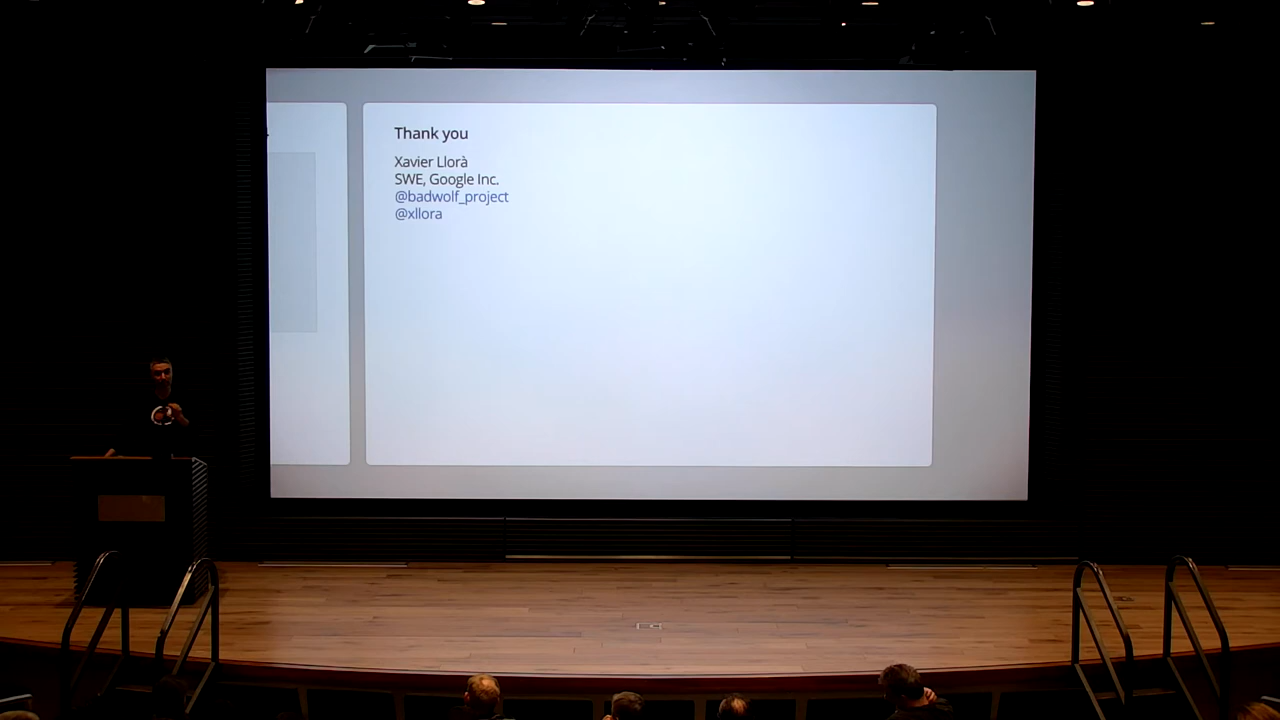 Thank you
Xavier Llorà
SWE, Google Inc.
@badwolf_project
@xllora